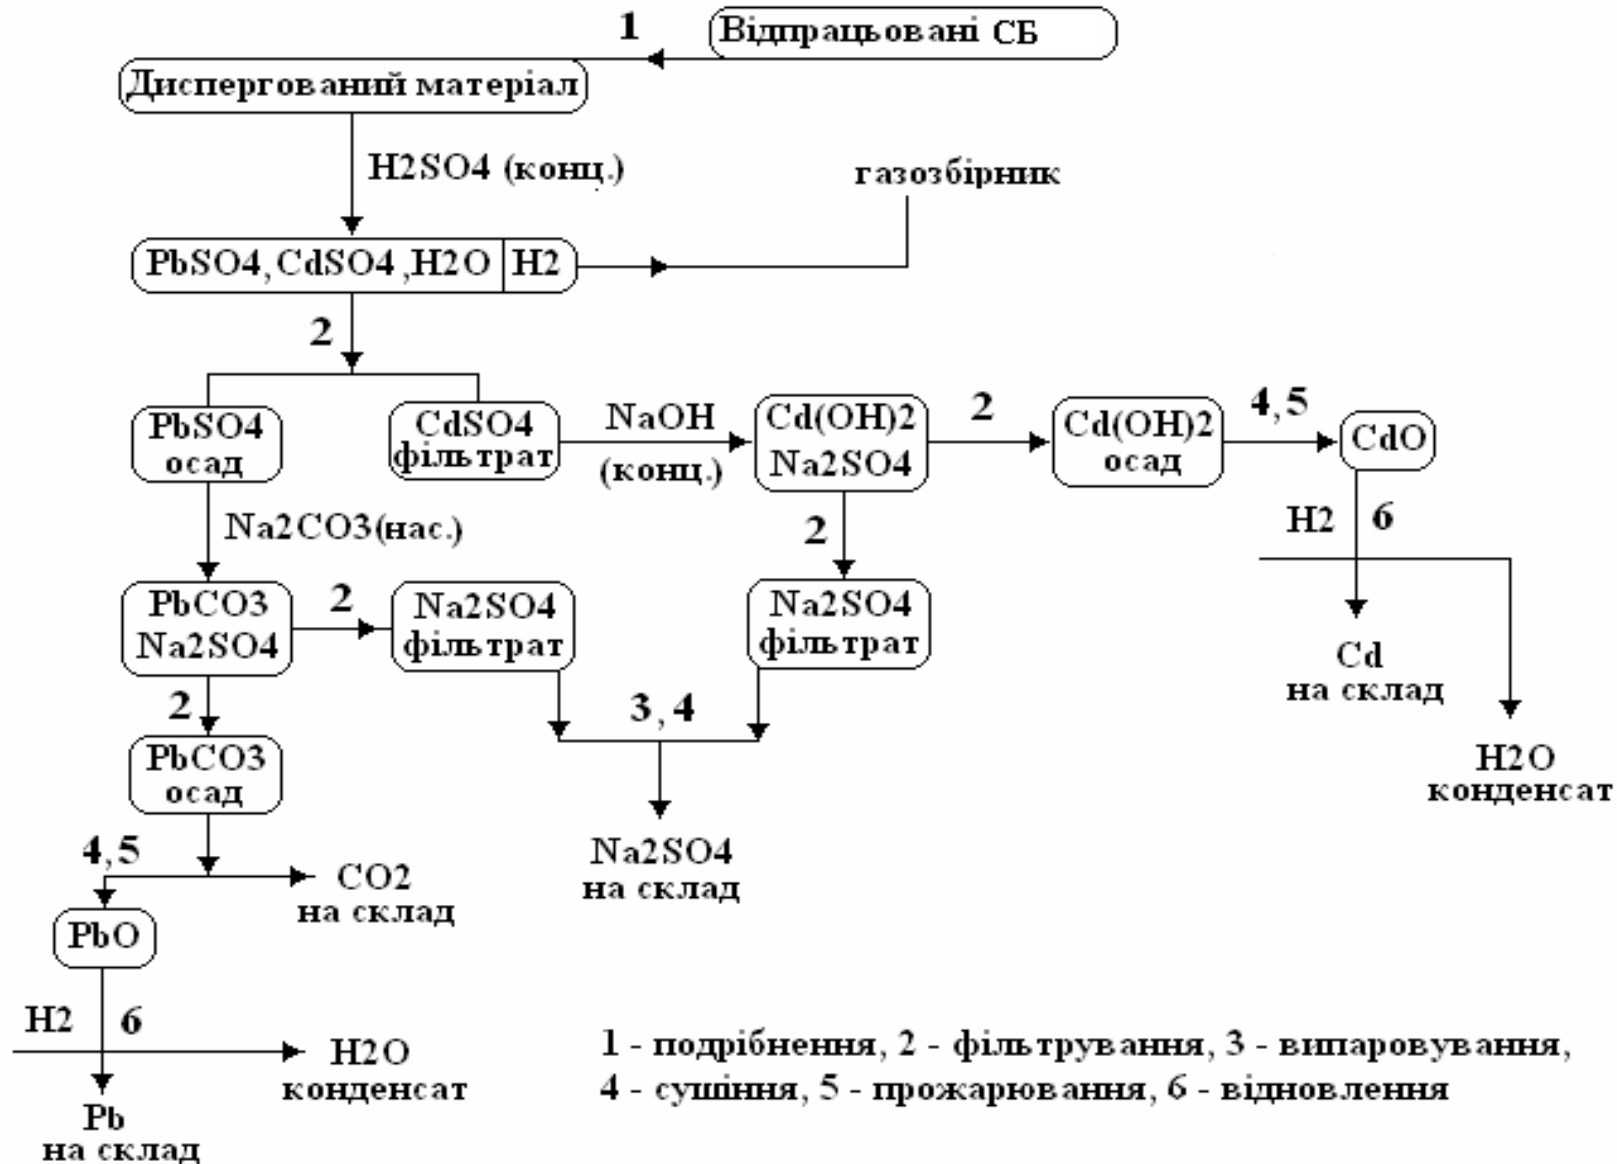 1
Відпрацьовані СБ
Диспергований матеріал
H2SO4 (конц.)
газозбірник
PbSO4,CdSO4,H2O
H2
2
PbSO4
осад
CdSO4
фільтрат
NaOH
(конц.)
Cd(OH)2
Na2SO4
2
Cd(OH)2
осад
4,5
CdO
Na2CO3(нас.)
2
H2
6
PbCO3
Na2SO4
2
Na2SO4
фільтрат
Na2SO4
фільтрат
Cd
на склад
2
3, 4
PbCO3
осад
H2O
конденсат
4,5
CO2
на склад
Na2SO4
на склад
PbO
H2
6
H2O
конденсат
Pb
на склад
1 - подрібнення, 2 - фільтрування, 3 - випаровування,
4 - сушіння, 5 - прожарювання, 6 - відновлення